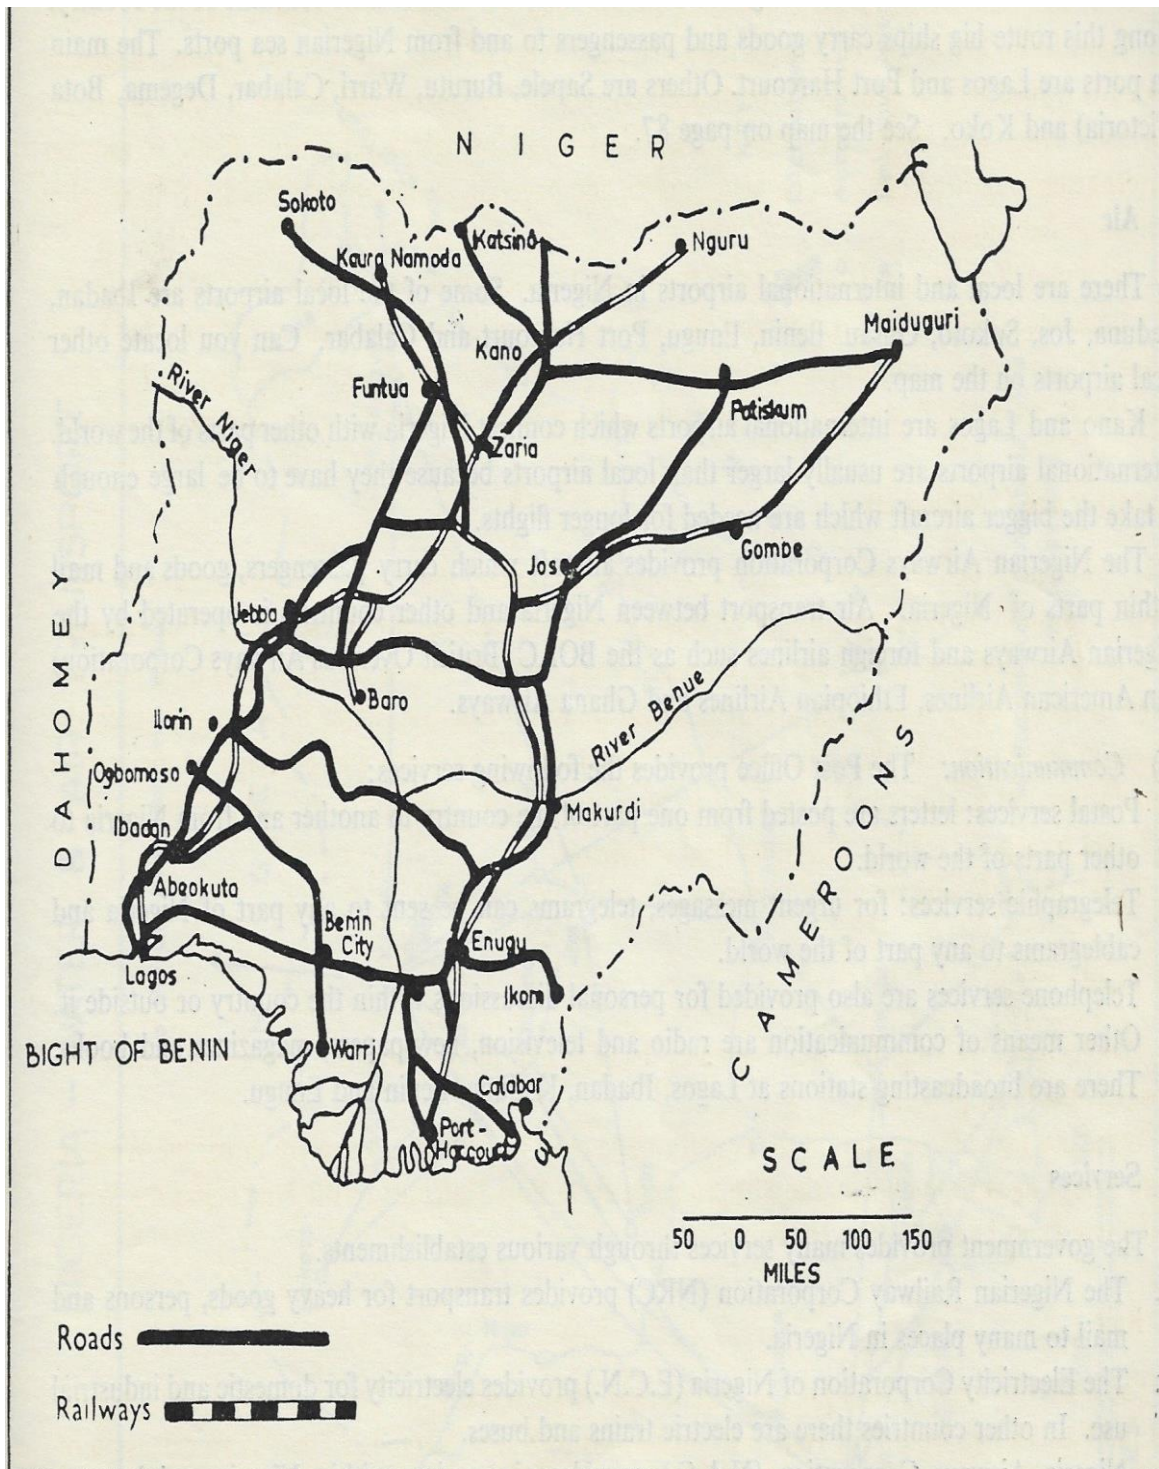 NIGER
Sokoto
Katsina
Nguru
Kaura Namoda
Maiduguri
Kano
River Niger
Funtua
Potiskum
Zaria
Gombe
Jos
DAHOMEY
Jebba
River Benue
Baro
Ilorin
Ogbomoso
Makurdi
CAMEROONS
Ibadan
Abeokuta
Benin
City
Enugu
Lagos
Ikom
BIGHT OF BENIN
Warri
Calabar
Port-
Harcourt
SCALE
50 0 50 100 150
MILES
Roads
Railways